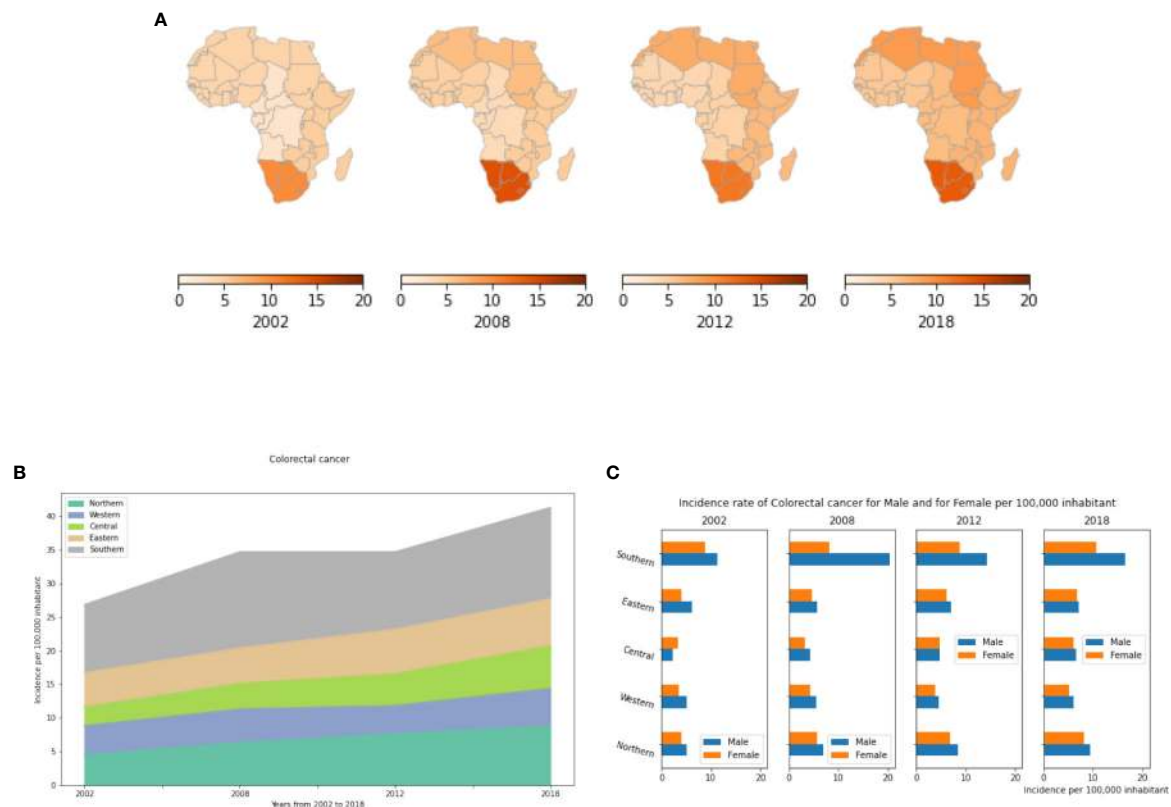 A
0 5 10 15 20
2002
0 5 10 15 20
2008
0 5 10 15 20
2012
0 5 10 15 20
2018
B
Colorectal cancer
Northern
Western
Central
Eastern
Southern
40
35
30
25
20
15
10
5
0
Incidence per 100,000 inhabitant
2002 2008 2012 2018
Years from 2002 to 2018
C
Incidence rate of Colorectal cancer for Male and for Female per 100,000 inhabitant
2002 2008 2012 2018
Southern
Eastern
Central
Western
Northern
Male
Female
Male
Female
Male
Female
Male
Female
0 10 20
0 10 20
0 10 20
0 10 20
Incidence per 100,000 inhabitant